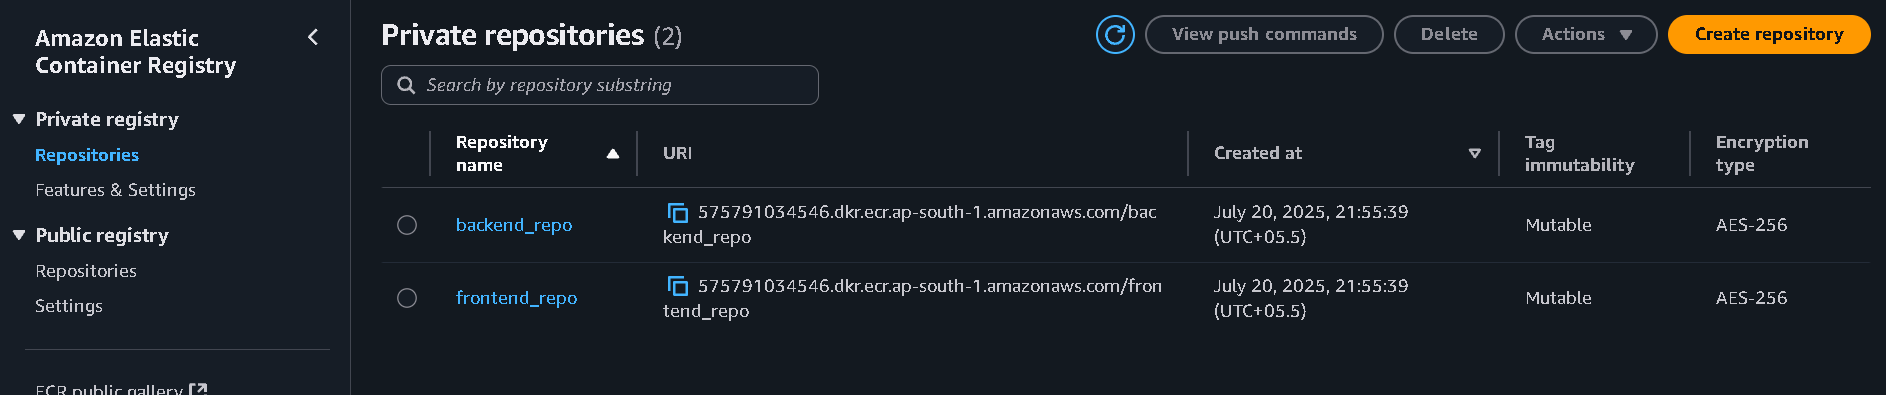 Amazon Elastic
Container Registry
Private registry
Repositories
Features & Settings
Public registry
Repositories
Settings
ECR public gallery
Private repositories (2)
View push commands
Delete
Actions
Create repository
Search by repository substring
Repository
name
URI
Created at
Tag
immutability
Encryption
type
backend_repo
575791034546.dkr.ecr.ap-south-1.amazonaws.com/bac
kend_repo
July 20, 2025, 21:55:39
(UTC+05.5)
Mutable
AES-256
frontend_repo
575791034546.dkr.ecr.ap-south-1.amazonaws.com/fron
tend_repo
July 20, 2025, 21:55:39
(UTC+05.5)
Mutable
AES-256